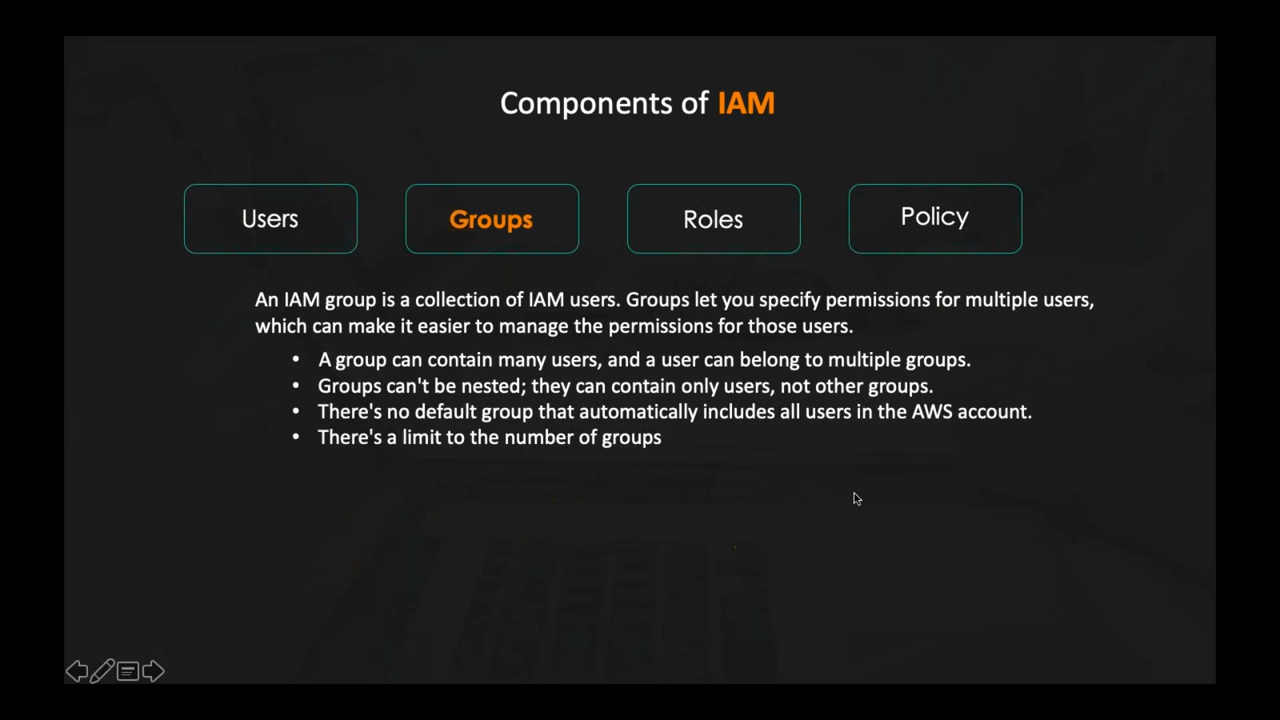 Components of IAM
Users
Groups
Roles
Policy
An IAM group is a collection of IAM users. Groups let you specify permissions for multiple users,
which can make it easier to manage the permissions for those users.
• A group can contain many users, and a user can belong to multiple groups.
• Groups can't be nested; they can contain only users, not other groups.
• There's no default group that automatically includes all users in the AWS account.
• There's a limit to the number of groups